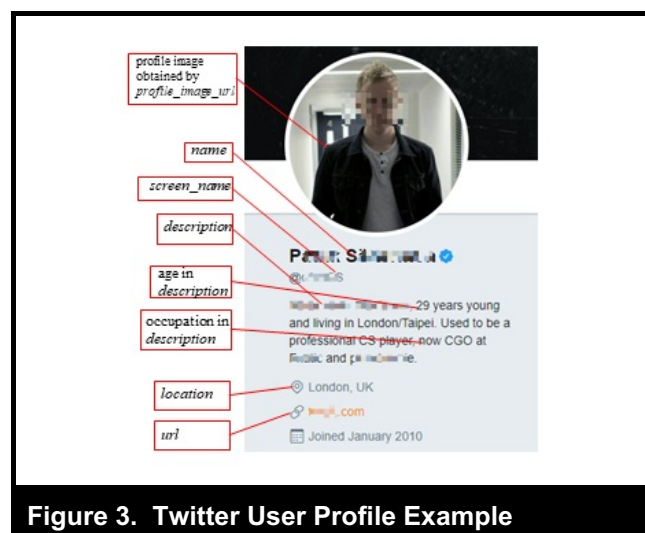 profile image
obtained by
profile_image_url
name
screen_name
description
age in
description
29 years young
occupation in
description
and living in London/Taipei. Used to be a
professional CS player, now CGO at
and
location
London, UK
url
.com
Joined January 2010
Figure 3. Twitter User Profile Example